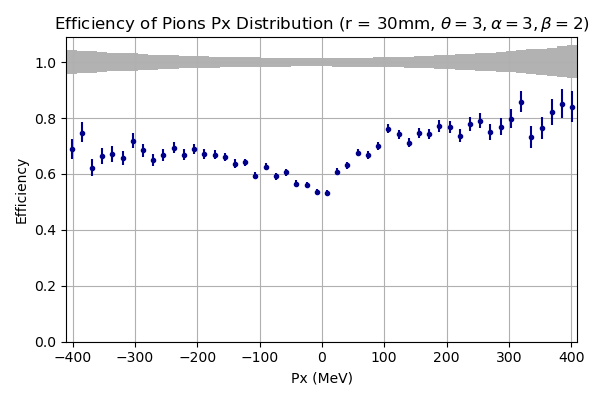 Efficiency of Pions Px Distribution (r = 30mm, θ = 3, α = 3, β = 2)
1.0
0.8
0.6
0.4
0.2
0.0
Efficiency
−400 −300 −200 −100 0 100 200 300 400
Px (MeV)